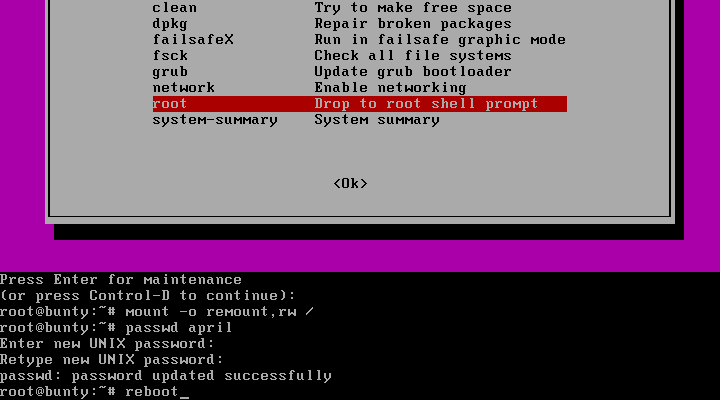 clean Try to make free space
dpkg Repair broken packages
failsafeX Run in failsafe graphic mode
fsck Check all file systems
grub Update grub bootloader
network Enable networking
root Drop to root shell prompt
system-summary System summary
<Ok>
Press Enter for maintenance
(or press Control-D to continue):
root@bunty:~# mount -o remount,rw /
root@bunty:~# passwd april
Enter new UNIX password:
Retype new UNIX password:
passwd: password updated successfully
root@bunty:~# reboot_